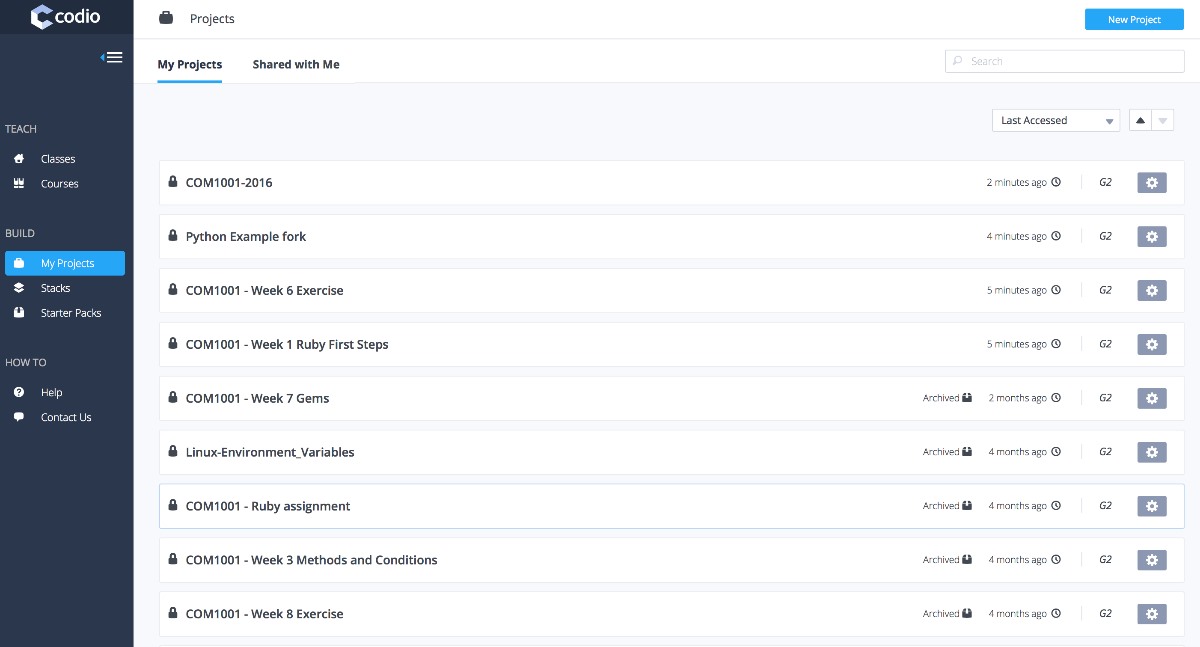 codio
Projects
New Project
My Projects
Shared with Me
Search
TEACH
Classes
Courses
BUILD
My Projects
Stacks
Starter Packs
HOW TO
Help
Contact Us
Last Accessed
COM1001-2016 2 minutes ago G2
Python Example fork 4 minutes ago G2
COM1001 - Week 6 Exercise 5 minutes ago G2
COM1001 - Week 1 Ruby First Steps 5 minutes ago G2
COM1001 - Week 7 Gems Archived 2 months ago G2
Linux-Environment_Variables Archived 4 months ago G2
COM1001 - Ruby assignment Archived 4 months ago G2
COM1001 - Week 3 Methods and Conditions Archived 4 months ago G2
COM1001 - Week 8 Exercise Archived 4 months ago G2